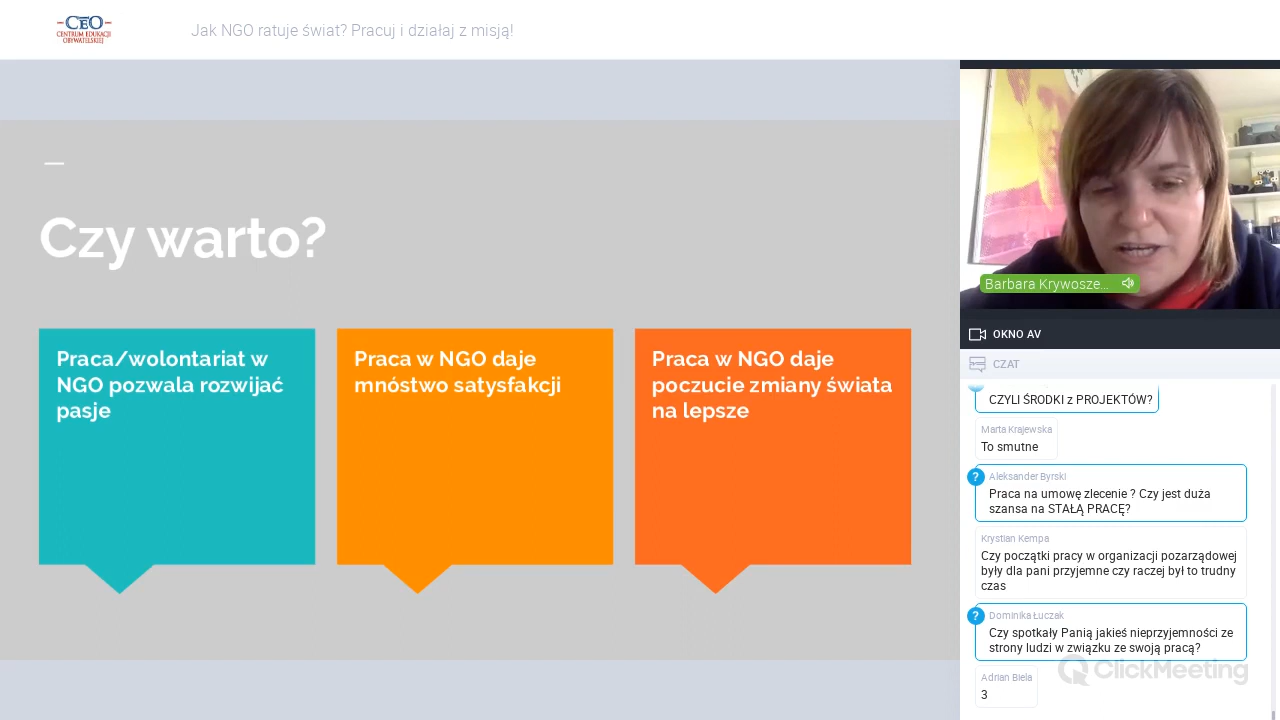 CEO
CENTRUM EDUKACJI
OBYWATELSKIEJ
Jak NGO ratuje świat? Pracuj i działaj z misją!
Czy warto?
Praca/wolontariat w
NGO pozwala rozwijać
pasje
Praca w NGO daje
mnóstwo satysfakcji
Praca w NGO daje
poczucie zmiany świata
na lepsze
Barbara Krywosze...
OKNO AV
CZAT
CZYLI ŚRODKI z PROJEKTÓW?
Marta Krajewska
To smutne
?
Aleksander Byrski
Praca na umowę zlecenie ? Czy jest duża
szansa na STAŁĄ PRACĘ?
Krystian Kempa
Czy początki pracy w organizacji pozarządowej
były dla pani przyjemne czy raczej był to trudny
czas
?
Dominika Łuczak
Czy spotkały Panią jakieś nieprzyjemności ze
strony ludzi w związku ze swoją pracą?
ClickMeeting
Adrian Biela
3